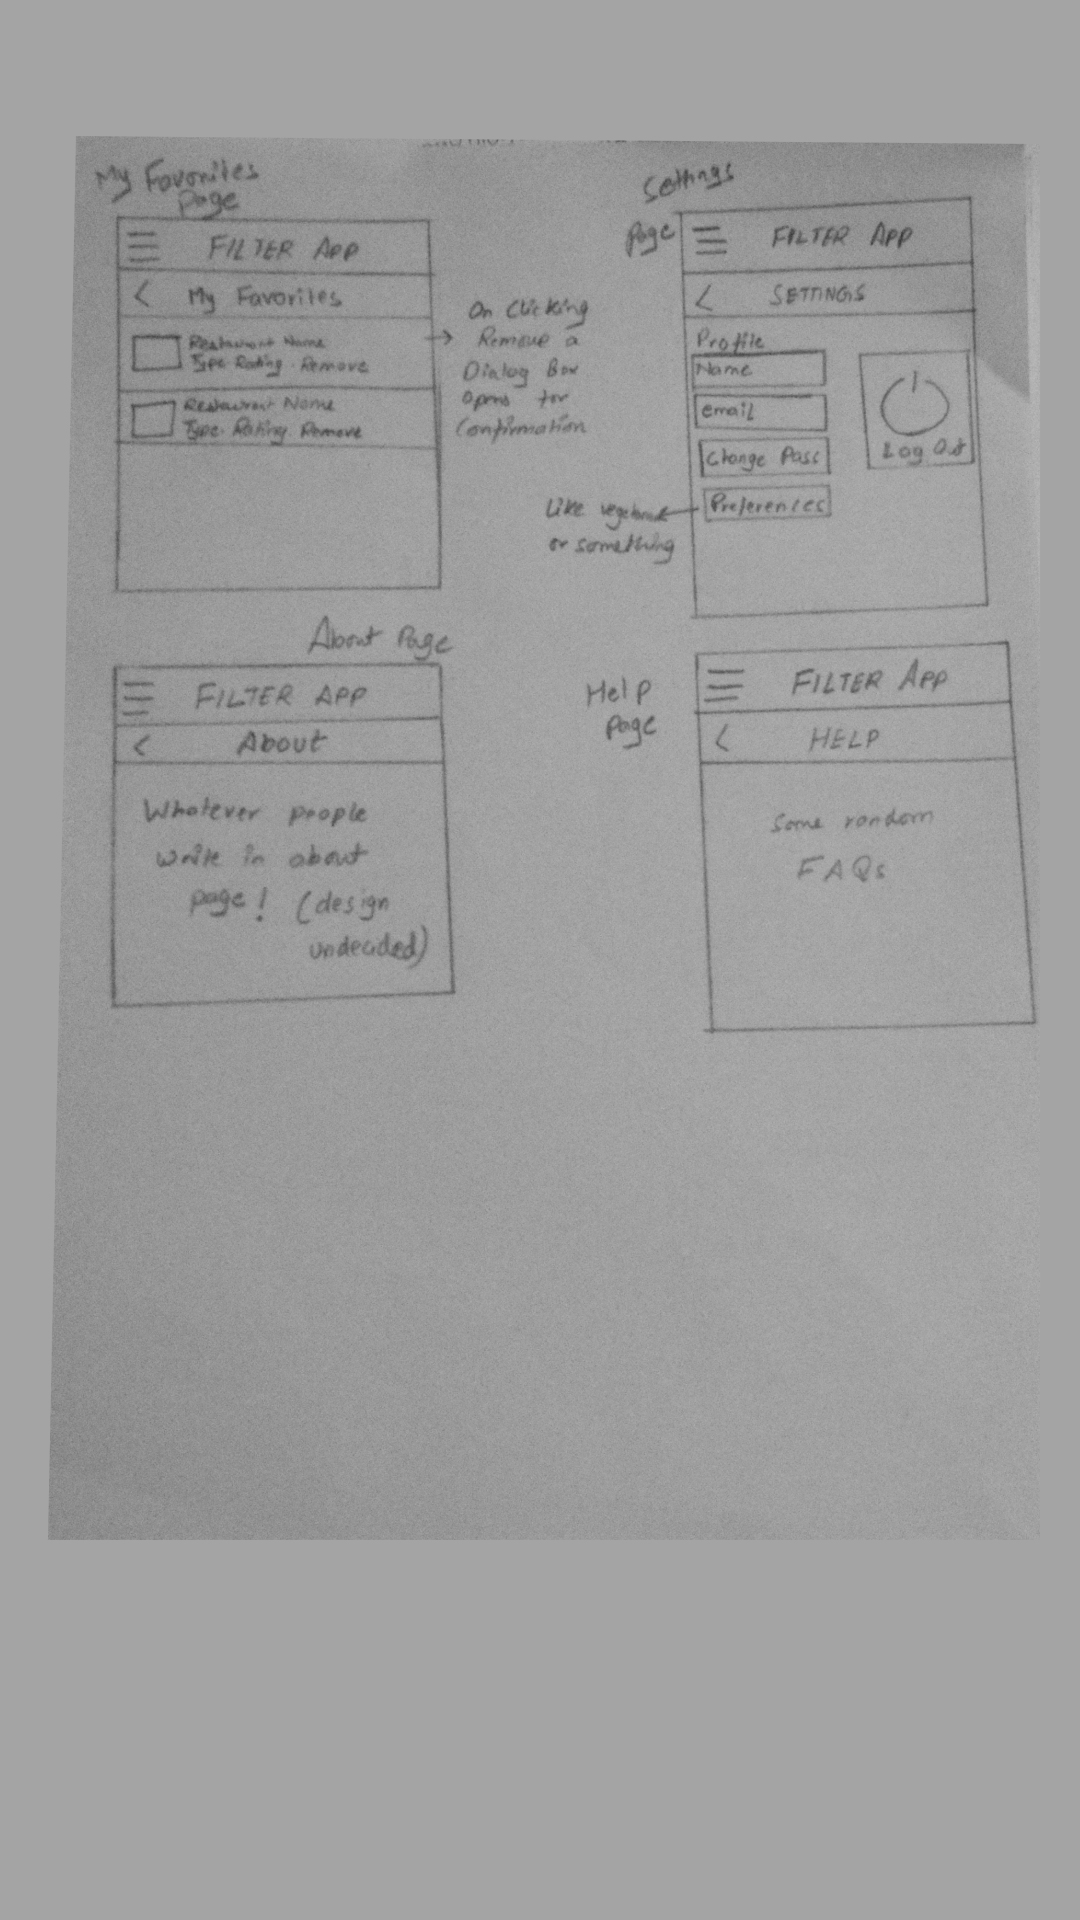 My Favorites
Page
FILTER APP
< My Favorites
Restaurant Name
Type. Rating. Remove
Restaurant Name
Type. Rating. Remove
On Clicking
Remove a
Dialog Box
Opens for
Confirmation
Settings
Page
FILTER APP
< SETTINGS
Profile
Name
email
Change Pass
Preferences
Log Out
Like
or something
About Page
FILTER APP
< About
Whatever people
write in about
page! (design
undecided)
Help
Page
FILTER APP
< HELP
Some random
FAQs